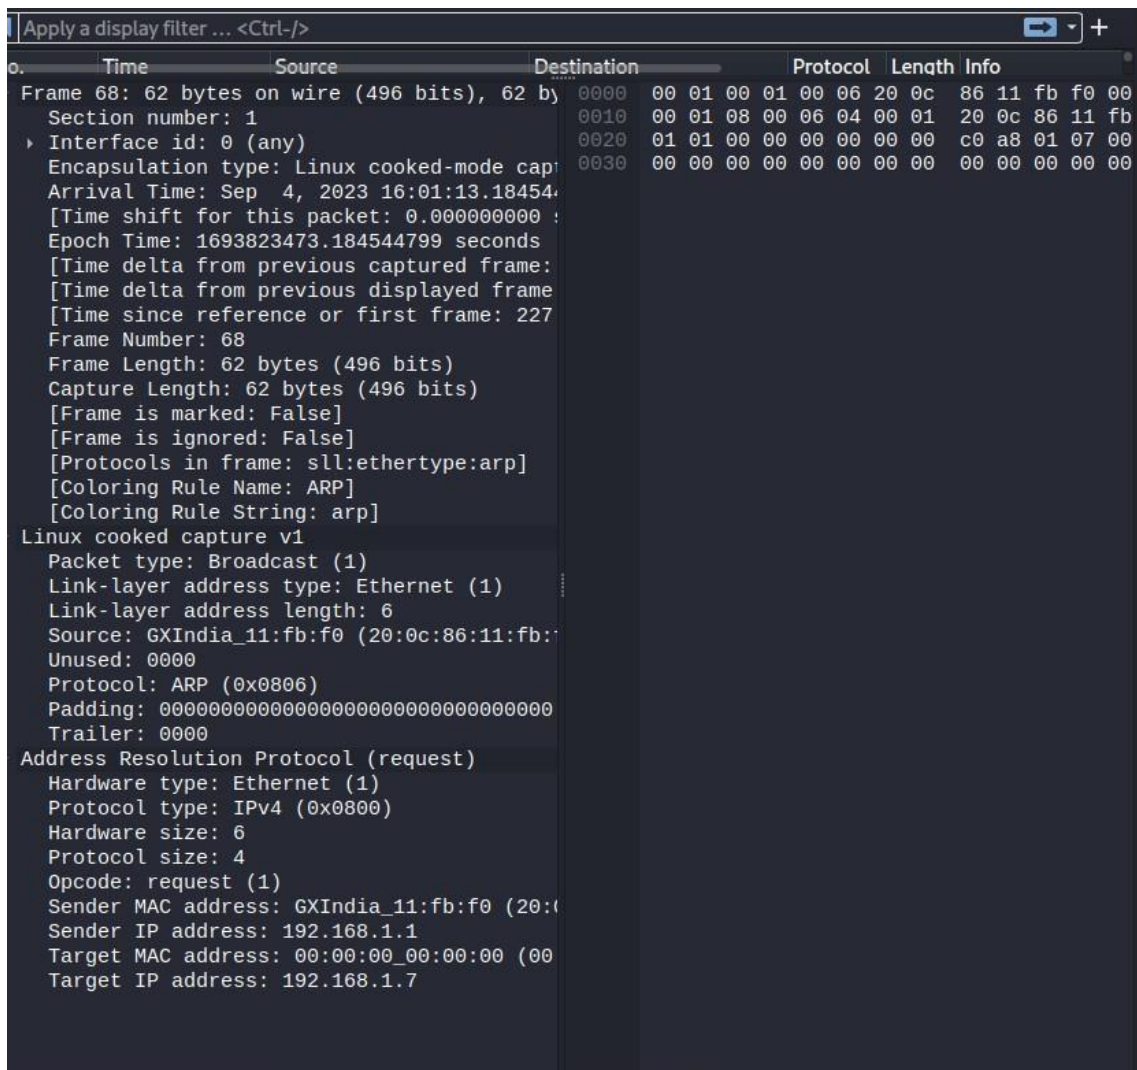 Apply a display filter ... <Ctrl-/>
Time Source Destination Protocol Length Info
Frame 68: 62 bytes on wire (496 bits), 62 by
Section number: 1
Interface id: 0 (any)
Encapsulation type: Linux cooked-mode capt
Arrival Time: Sep 4, 2023 16:01:13.18454
[Time shift for this packet: 0.000000000 s
Epoch Time: 1693823473.184544799 seconds
[Time delta from previous captured frame:
[Time delta from previous displayed frame
[Time since reference or first frame: 227
Frame Number: 68
Frame Length: 62 bytes (496 bits)
Capture Length: 62 bytes (496 bits)
[Frame is marked: False]
[Frame is ignored: False]
[Protocols in frame: sll:ethertype:arp]
[Coloring Rule Name: ARP]
[Coloring Rule String: arp]
Linux cooked capture v1
Packet type: Broadcast (1)
Link-layer address type: Ethernet (1)
Link-layer address length: 6
Source: GXIndia_11:fb:f0 (20:0c:86:11:fb:
Unused: 0000
Protocol: ARP (0x0806)
Padding: 00000000000000000000000000000000
Trailer: 0000
Address Resolution Protocol (request)
Hardware type: Ethernet (1)
Protocol type: IPv4 (0x0800)
Hardware size: 6
Protocol size: 4
Opcode: request (1)
Sender MAC address: GXIndia_11:fb:f0 (20:
Sender IP address: 192.168.1.1
Target MAC address: 00:00:00_00:00:00 (00
Target IP address: 192.168.1.7
0000 00 01 00 01 00 06 20 0c 86 11 fb f0 00
0010 00 01 08 00 06 04 00 01 20 0c 86 11 fb
0020 01 01 00 00 00 00 00 00 c0 a8 01 07 00
0030 00 00 00 00 00 00 00 00 00 00 00 00 00